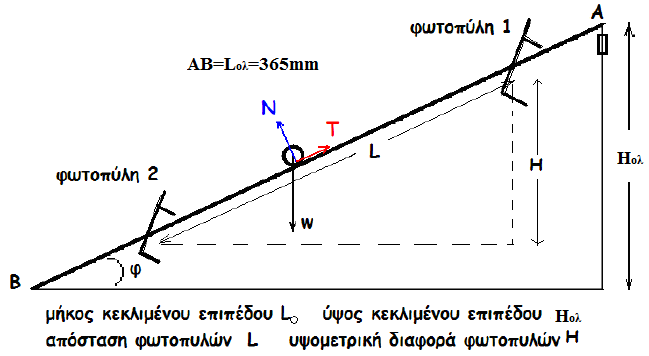 A
φωτοπύλη 1
AB=Lολ=365mm
N
T
φωτοπύλη 2
L
H
Hολ
w
φ
B
μήκος κεκλιμένου επιπέδου Lο ύψος κεκλιμένου επιπέδου Hολ
απόσταση φωτοπυλών L υψομετρική διαφορά φωτοπυλών H